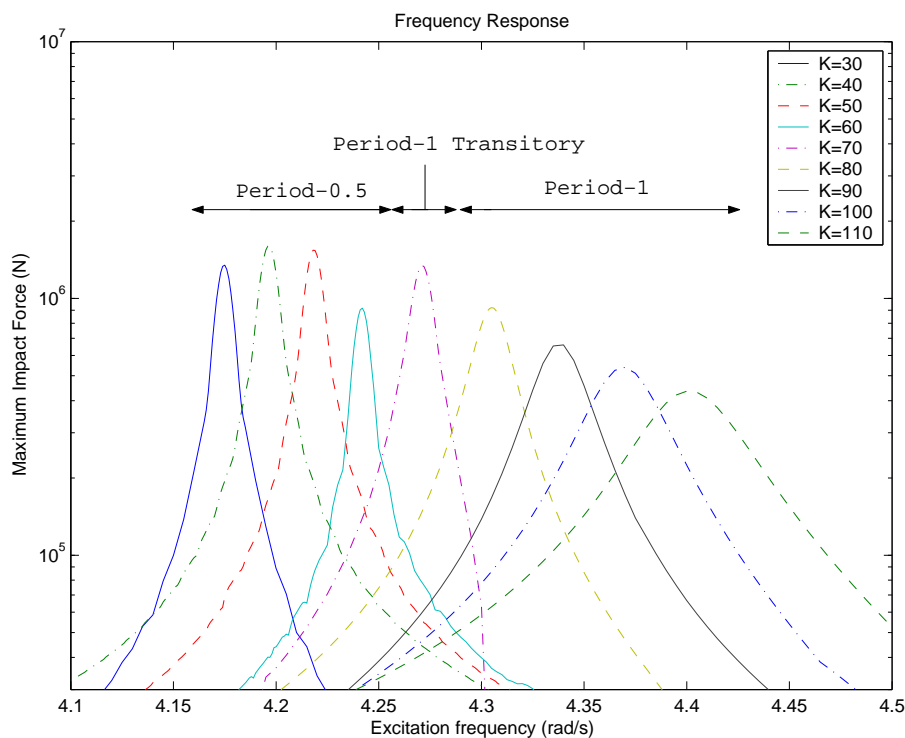 Frequency Response
10^7
10^6
10^5
Maximum Impact Force (N)
Period-1 Transitory
Period-0.5
Period-1
K=30
K=40
K=50
K=60
K=70
K=80
K=90
K=100
K=110
4.1
4.15
4.2
4.25
4.3
4.35
4.4
4.45
4.5
Excitation frequency (rad/s)